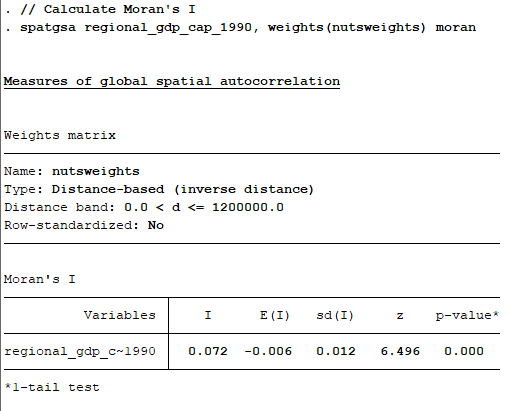 . // Calculate Moran's I
. spatgsa regional_gdp_cap_1990, weights(nutsweights) moran
Measures of global spatial autocorrelation
Weights matrix
Name: nutsweights
Type: Distance-based (inverse distance)
Distance band: 0.0 < d <= 1200000.0
Row-standardized: No
Moran's I
Variables I E(I) sd(I) z p-value*
regional_gdp_c~1990 0.072 -0.006 0.012 6.496 0.000
*1-tail test